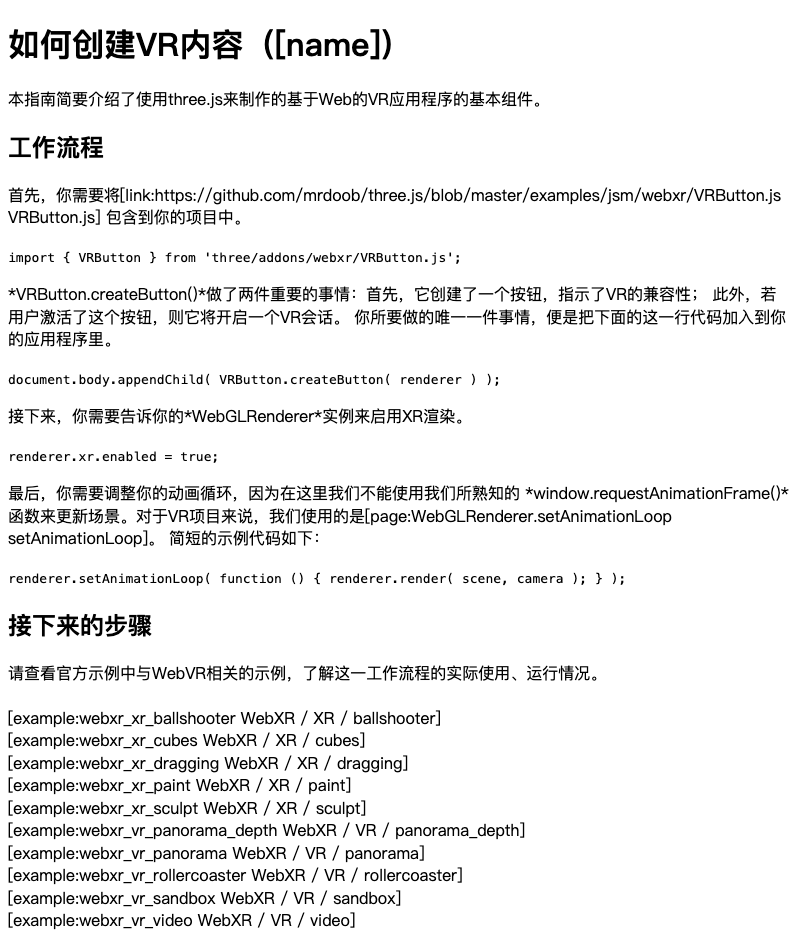 如何创建VR内容（[name]）
本指南简要介绍了使用three.js来制作的基于Web的VR应用程序的基本组件。
工作流程
首先，你需要将[link:https://github.com/mrdoob/three.js/blob/master/examples/jsm/webxr/VRButton.js
VRButton.js] 包含到你的项目中。
import { VRButton } from 'three/addons/webxr/VRButton.js';
*VRButton.createButton()*做了两件重要的事情：首先，它创建了一个按钮，指示了VR的兼容性； 此外，若
用户激活了这个按钮，则它将开启一个VR会话。 你所要做的唯一一件事情，便是把下面的这一行代码加入到你
的应用程序里。
document.body.appendChild( VRButton.createButton( renderer ) );
接下来，你需要告诉你的*WebGLRenderer*实例来启用XR渲染。
renderer.xr.enabled = true;
最后，你需要调整你的动画循环，因为在这里我们不能使用我们所熟知的 *window.requestAnimationFrame()*
函数来更新场景。对于VR项目来说，我们使用的是[page:WebGLRenderer.setAnimationLoop
setAnimationLoop]。 简短的示例代码如下：
renderer.setAnimationLoop( function () { renderer.render( scene, camera ); } );
接下来的步骤
请查看官方示例中与WebVR相关的示例，了解这一工作流程的实际使用、运行情况。
[example:webxr_xr_ballshooter WebXR / XR / ballshooter]
[example:webxr_xr_cubes WebXR / XR / cubes]
[example:webxr_xr_dragging WebXR / XR / dragging]
[example:webxr_xr_paint WebXR / XR / paint]
[example:webxr_xr_sculpt WebXR / XR / sculpt]
[example:webxr_vr_panorama_depth WebXR / VR / panorama_depth]
[example:webxr_vr_panorama WebXR / VR / panorama]
[example:webxr_vr_rollercoaster WebXR / VR / rollercoaster]
[example:webxr_vr_sandbox WebXR / VR / sandbox]
[example:webxr_vr_video WebXR / VR / video]